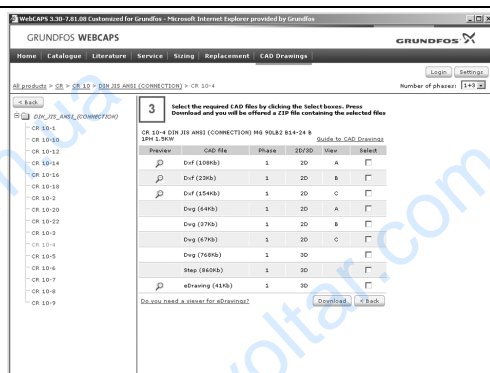 WebCAPS 3.30-7.81.08 Customized for Grundfos - Microsoft Internet Explorer provided by Grundfos
GRUNDFOS WEBCAPS
GRUNDFOS
Home Catalogue Literature Service Sizing Replacement CAD Drawings
Login Settings
All products > CR > CR 10 > DIN JIS ANSI (CONNECTION) > CR 10-4
Number of phases: 1+3
< Back
DIN_JIS_ANSI_(CONNECTION)
CR 10-1
CR 10-10
CR 10-12
CR 10-14
CR 10-16
CR 10-18
CR 10-2
CR 10-20
CR 10-22
CR 10-3
CR 10-4
CR 10-5
CR 10-6
CR 10-7
CR 10-8
CR 10-9
3
Select the required CAD files by clicking the Select boxes. Press
Download and you will be offered a ZIP file containing the selected files
CR 10-4 DIN JIS ANSI (CONNECTION) MG 90LB2 B14-24 B
1PH 1.5KW
Guide to CAD Drawings
Preview CAD file Phase 2D/3D View Select
Dxf (108Kb) 1 2D A
Dxf (23Kb) 1 2D B
Dxf (154Kb) 1 2D C
Dwg (64Kb) 1 2D A
Dwg (37Kb) 1 2D B
Dwg (67Kb) 1 2D C
Dwg (768Kb) 1 3D
Step (860Kb) 1 3D
eDrawing (41Kb) 1 3D
Do you need a viewer for eDrawings?
Download < Back